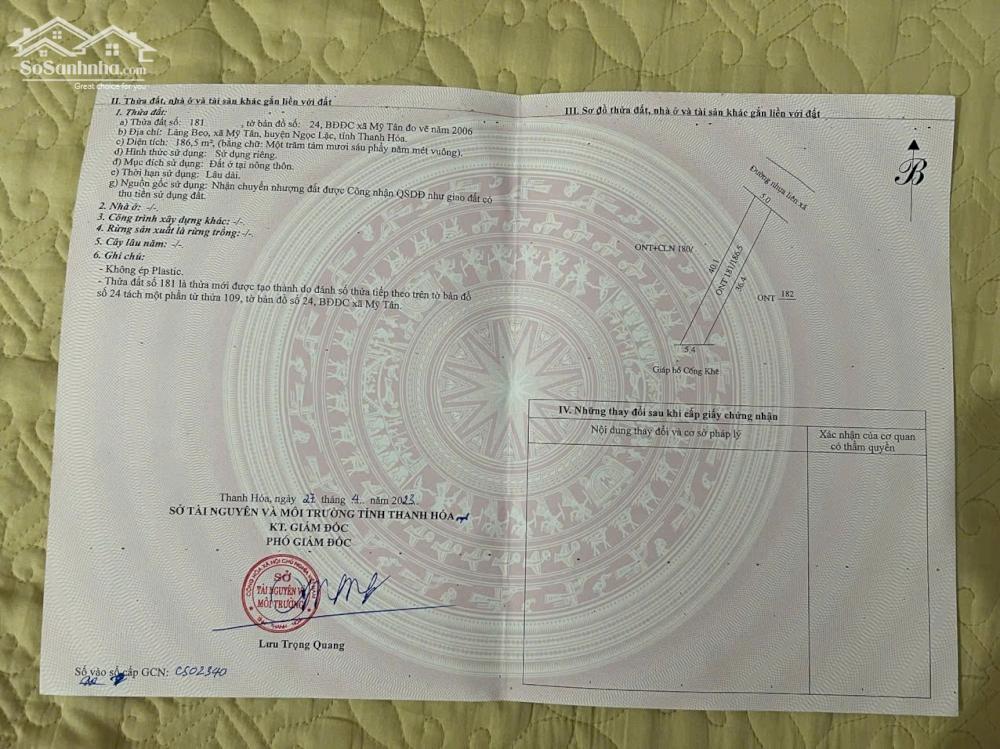 SoSanhnha.com
Great choice for you
II. Thửa đất, nhà ở và tài sản khác gắn liền với đất
1. Thửa đất:
a) Thửa đất số: 181 , tờ bản đồ số: 24, BĐĐC xã Mỹ Tân đo vẽ năm 2006
b) Địa chỉ: Làng Beo, xã Mỹ Tân, huyện Ngọc Lặc, tỉnh Thanh Hóa.
c) Diện tích: 186,5 m², (bằng chữ: Một trăm tám mươi sáu phẩy năm mét vuông).
d) Hình thức sử dụng: Sử dụng riêng.
đ) Mục đích sử dụng: Đất ở tại nông thôn.
e) Thời hạn sử dụng: Lâu dài.
g) Nguồn gốc sử dụng: Nhận chuyển nhượng đất được Công nhận QSDĐ như giao đất có
thu tiền sử dụng đất.
2. Nhà ở: -/-.
3. Công trình xây dựng khác: -/-.
4. Rừng sản xuất là rừng trồng: -/-.
5. Cây lâu năm: -/-.
6. Ghi chú:
- Không ép Plastic.
- Thửa đất số 181 là thửa mới được tạo thành do đánh số thửa tiếp theo trên tờ bản đồ
số 24 tách một phần từ thửa 109, tờ bản đồ số 24, BĐĐC xã Mỹ Tân.
Thanh Hóa, ngày 27 tháng 4 năm 2023
SỞ TÀI NGUYÊN VÀ MÔI TRƯỜNG TỈNH THANH HÓA
KT. GIÁM ĐỐC
PHÓ GIÁM ĐỐC
CỘNG HÒA XÃ HỘI CHỦ NGHĨA
SỞ
TÀI NGUYÊN VÀ
MÔI TRƯỜNG
Lưu Trọng Quang
Số vào sổ cấp GCN: CS02340
III. Sơ đồ thửa đất, nhà ở và tài sản khác gắn liền với đất
B
Đường nhựa liên xã
5.0
ONT+CLN 180/
40.1
ONT 181/186.5
36.4
ONT 182
5.4
Giáp hồ Cống Khê
IV. Những thay đổi sau khi cấp giấy chứng nhận
Nội dung thay đổi và cơ sở pháp lý
Xác nhận của cơ quan
có thẩm quyền